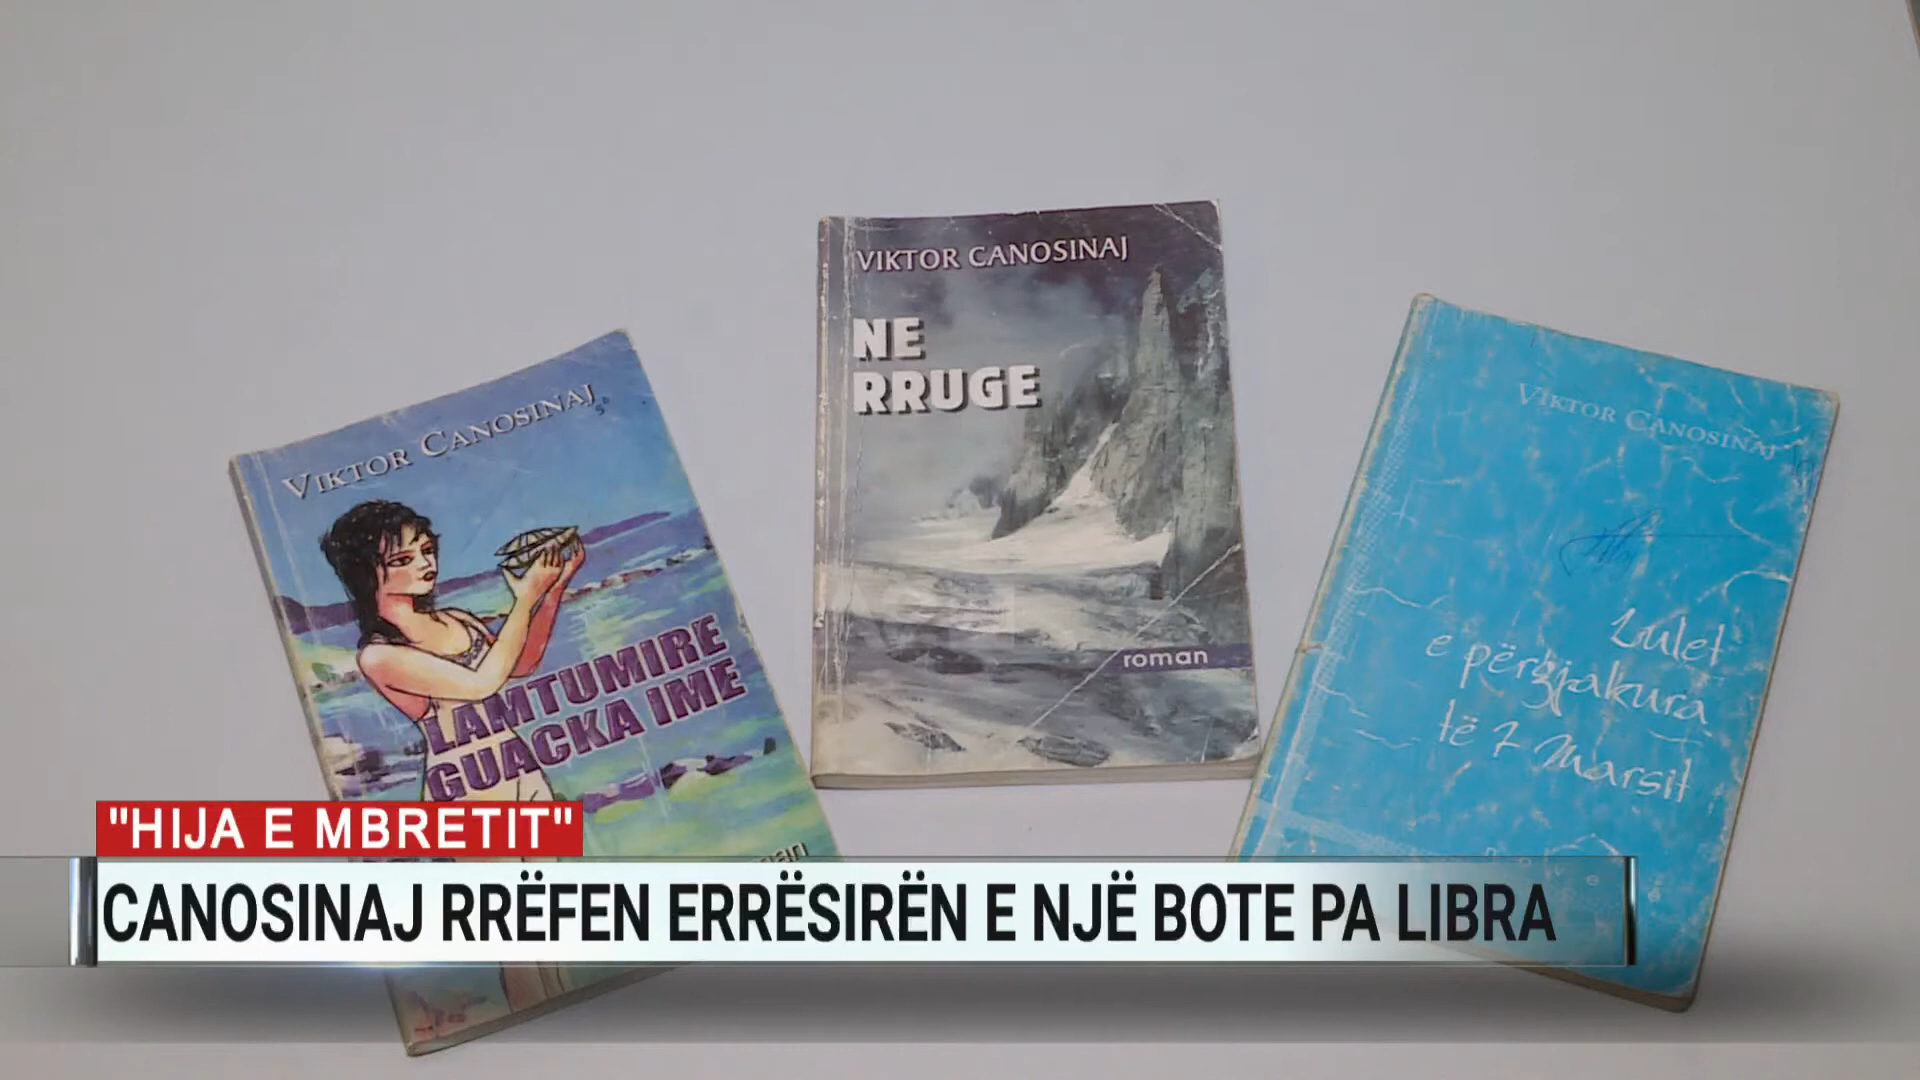 VIKTOR CANOSINAJ
LAMTUMIRE
GUACKA IME
VIKTOR CANOSINAJ
NE
RRUGE
roman
VIKTOR CANOSINAJ
Lulet
e përgjakura
të 7 Marsit
"HIJA E MBRETIT"
CANOSINAJ RRËFEN ERRËSIRËN E NJË BOTE PA LIBRA